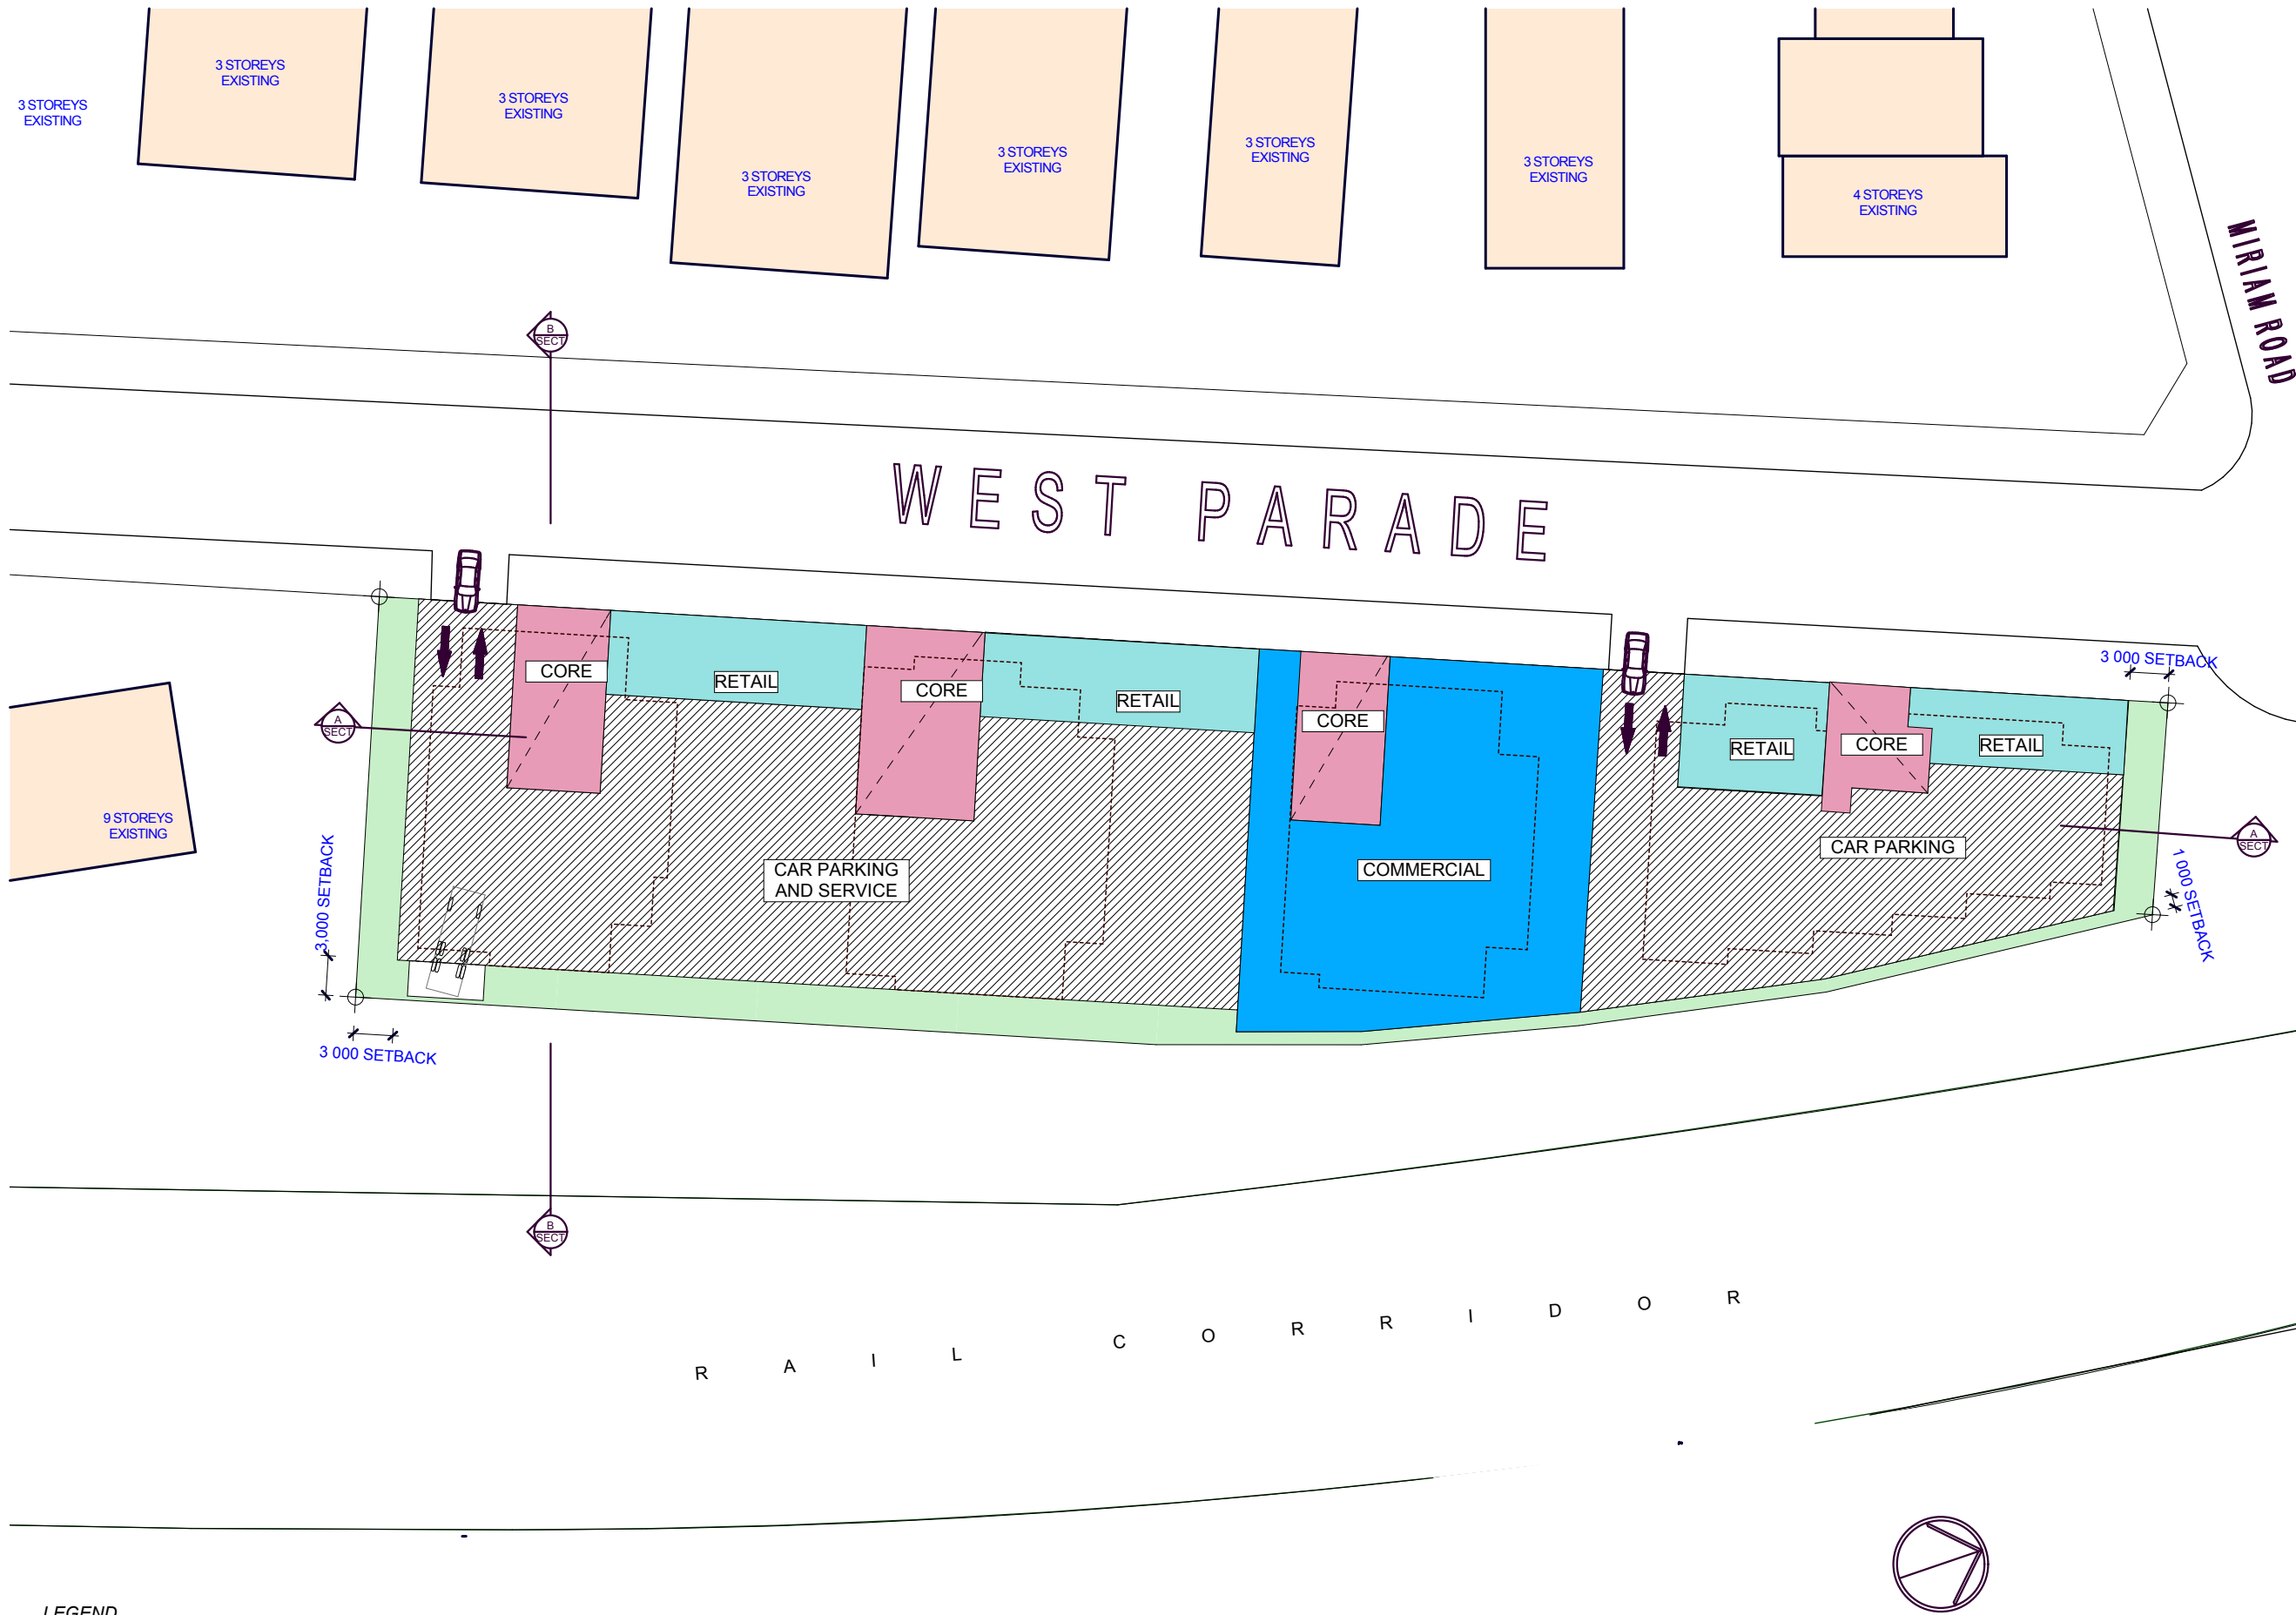 3 STOREYS
EXISTING
3 STOREYS
EXISTING
3 STOREYS
EXISTING
3 STOREYS
EXISTING
3 STOREYS
EXISTING
3 STOREYS
EXISTING
3 STOREYS
EXISTING
4 STOREYS
EXISTING
MIRIAM ROAD
B
SECT
WEST PARADE
3 000 SETBACK
CORE
RETAIL
CORE
RETAIL
CORE
RETAIL
CORE
RETAIL
A
SECT
9 STOREYS
EXISTING
CAR PARKING
AND SERVICE
COMMERCIAL
CAR PARKING
A
SECT
3,000 SETBACK
1 000 SETBACK
3 000 SETBACK
B
SECT
RAIL CORRIDOR
LEGEND